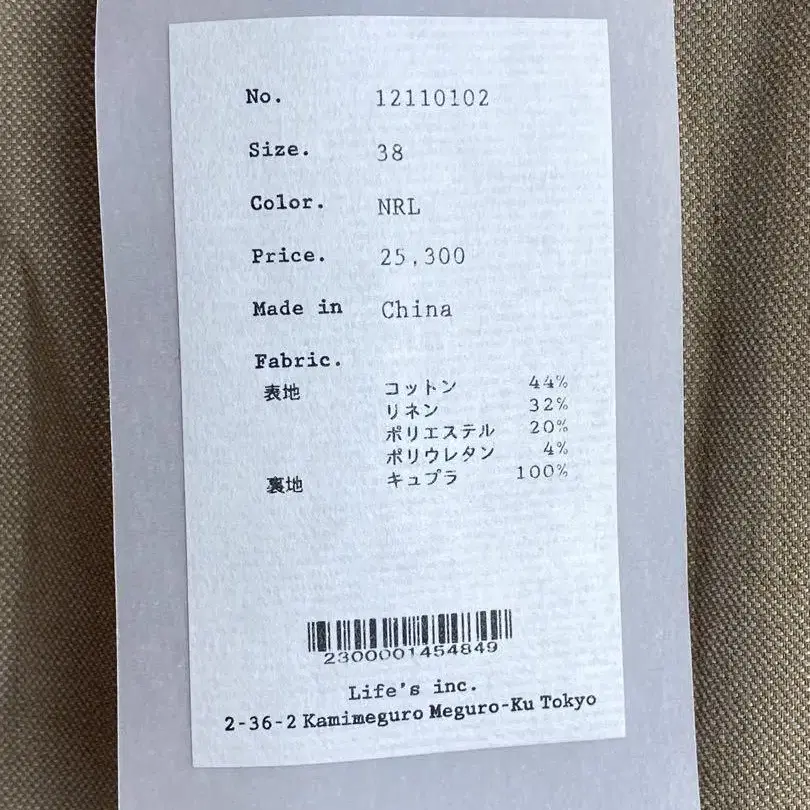 No. 12110102
Size. 38
Color. NRL
Price. 25,300
Made in China
Fabric.
表地 コットン 44%
リネン 32%
ポリエステル 20%
ポリウレタン 4%
裏地 キュプラ 100%
2300001454849
Life's inc.
2-36-2 Kamimeguro Meguro-Ku Tokyo